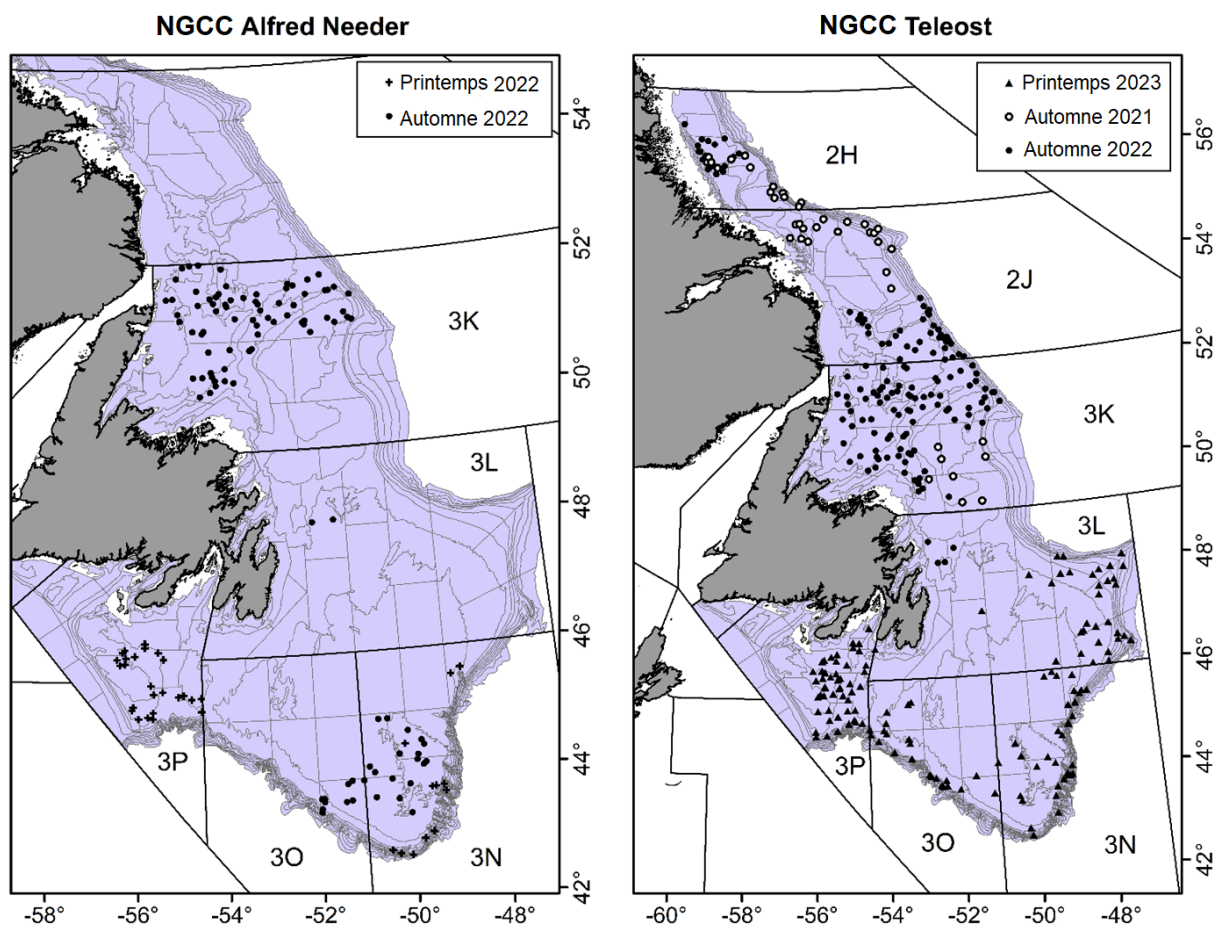 NGCC Alfred Needer
Printemps 2022
Automne 2022
3K
3L
3P
3O
3N
54°
52°
50°
48°
46°
44°
42°
-58°
-56°
-54°
-52°
-50°
-48°
NGCC Teleost
Printemps 2023
Automne 2021
Automne 2022
2H
2J
3K
3L
3P
3O
3N
56°
54°
52°
50°
48°
46°
44°
42°
-60°
-58°
-56°
-54°
-52°
-50°
-48°